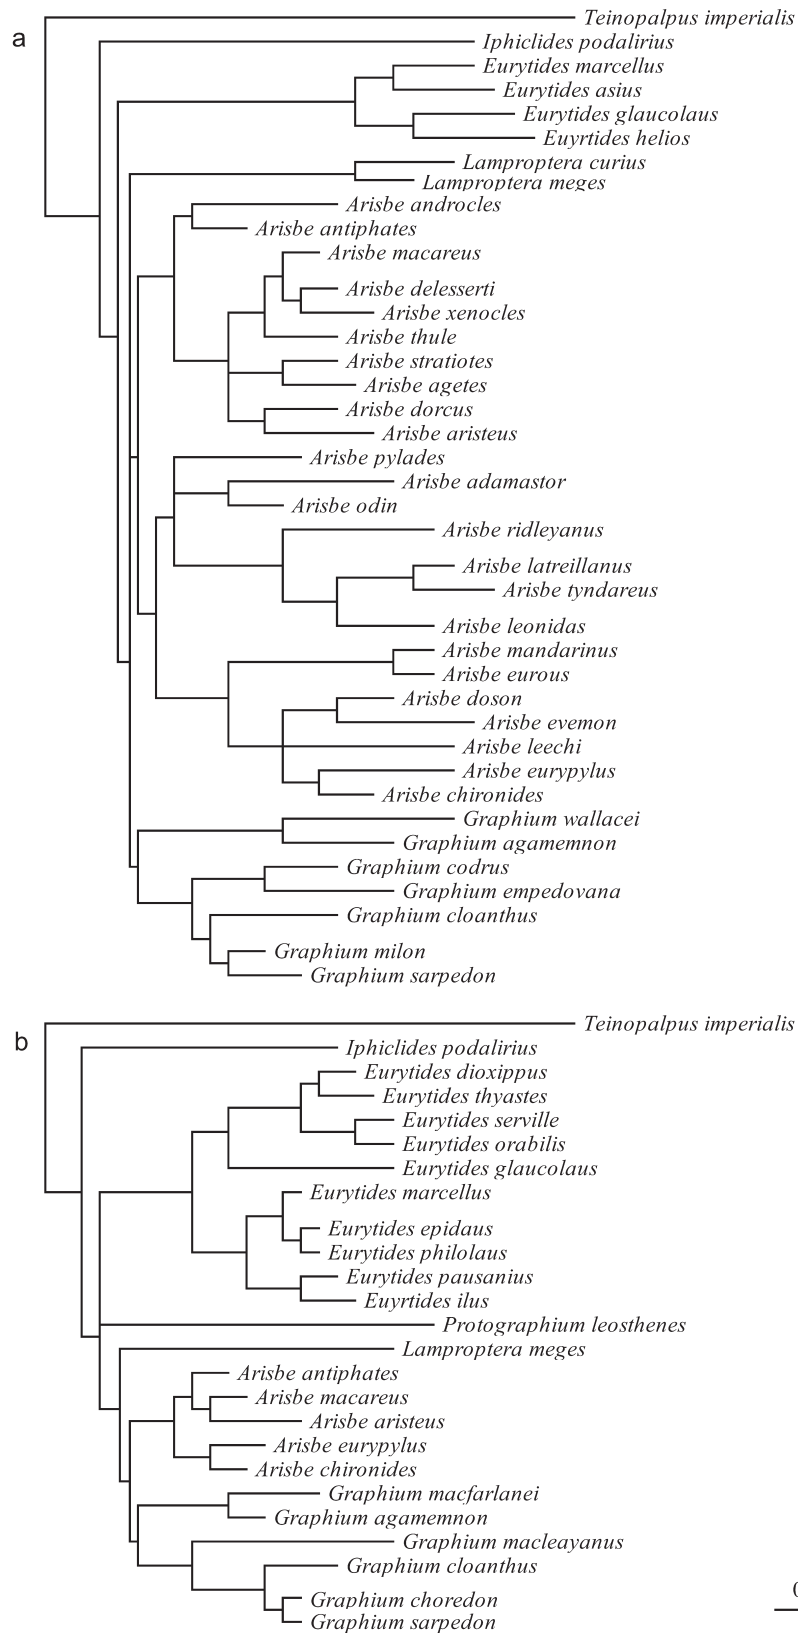 a
Teinopalpus imperialis
Iphiclides podalirius
Eurytides marcellus
Eurytides asius
Eurytides glaucolaus
Euyrtides helios
Lamproptera curius
Lamproptera meges
Arisbe androcles
Arisbe antiphates
Arisbe macareus
Arisbe delesserti
Arisbe xenocles
Arisbe thule
Arisbe stratiotes
Arisbe agetes
Arisbe dorcus
Arisbe aristeus
Arisbe pylades
Arisbe adamastor
Arisbe odin
Arisbe ridleyanus
Arisbe latreillanus
Arisbe tyndareus
Arisbe leonidas
Arisbe mandarinus
Arisbe eurous
Arisbe doson
Arisbe evemon
Arisbe leechi
Arisbe eurypylus
Arisbe chironides
Graphium wallacei
Graphium agamemnon
Graphium codrus
Graphium empedovana
Graphium cloanthus
Graphium milon
Graphium sarpedon
b
Teinopalpus imperialis
Iphiclides podalirius
Eurytides dioxippus
Eurytides thyastes
Eurytides serville
Eurytides orabilis
Eurytides glaucolaus
Eurytides marcellus
Eurytides epidaus
Eurytides philolaus
Eurytides pausanius
Euyrtides ilus
Protographium leosthenes
Lamproptera meges
Arisbe antiphates
Arisbe macareus
Arisbe aristeus
Arisbe eurypylus
Arisbe chironides
Graphium macfarlanei
Graphium agamemnon
Graphium macleayanus
Graphium cloanthus
Graphium choredon
Graphium sarpedon